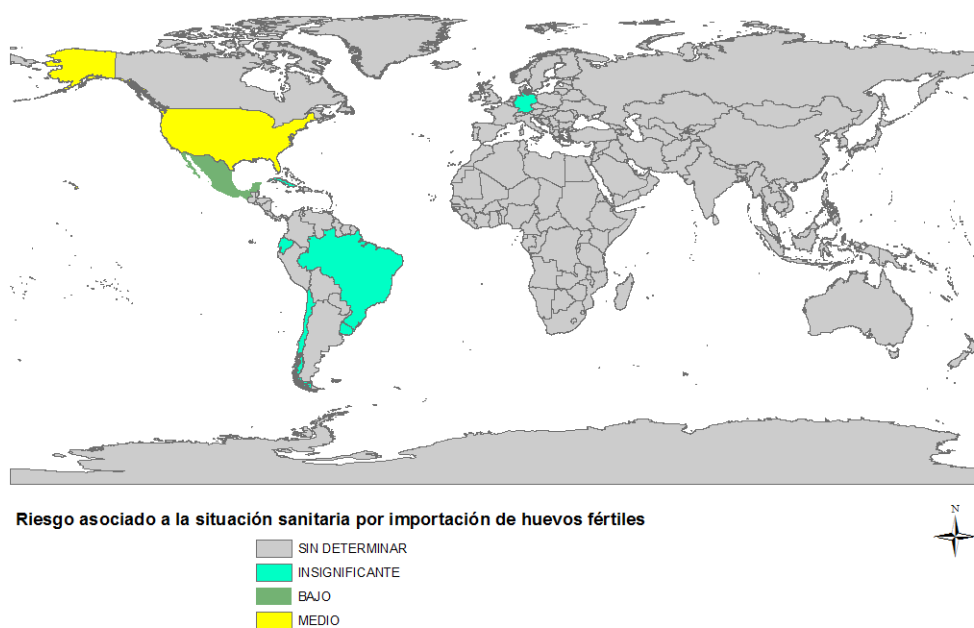 Riesgo asociado a la situación sanitaria por importación de huevos fértiles
N
SIN DETERMINAR
INSIGNIFICANTE
BAJO
MEDIO